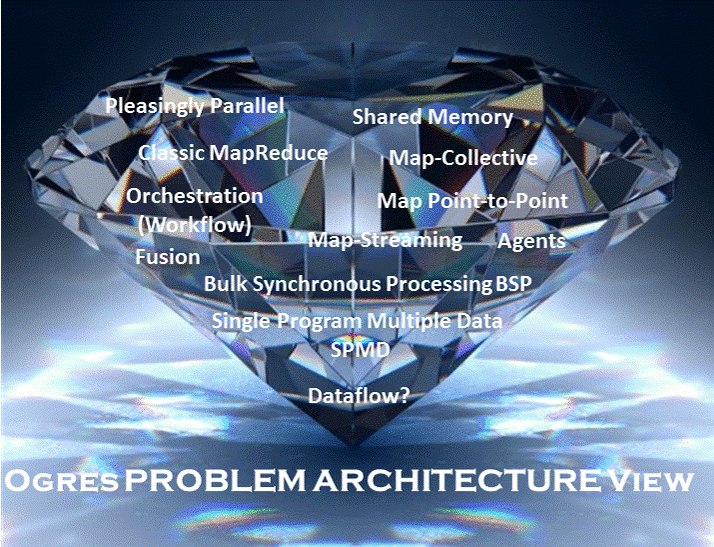 Pleasingly Parallel
Shared Memory
Classic MapReduce
Map-Collective
Orchestration
(Workflow)
Map Point-to-Point
Map-Streaming
Agents
Fusion
Bulk Synchronous Processing BSP
Single Program Multiple Data
SPMD
Dataflow?
OGRES PROBLEM ARCHITECTURE VIEW